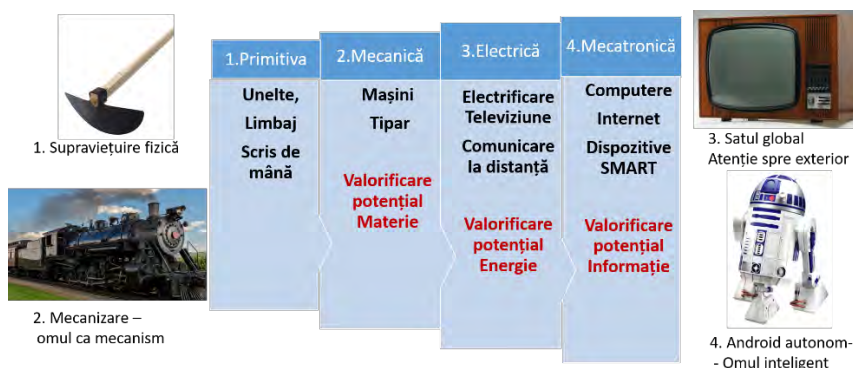 1. Supraviețuire fizică
2. Mecanizare –
omul ca mecanism
1.Primitiva
Unelte,
Limbaj
Scris de
mână
2.Mecanică
Mașini
Tipar
Valorificare
potențial
Materie
3.Electrică
Electrificare
Televiziune
Comunicare
la distanță
Valorificare
potențial
Energie
4.Mecatronică
Computere
Internet
Dispozitive
SMART
Valorificare
potențial
Informație
3. Satul global
Atenție spre exterior
4. Android autonom-
- Omul inteligent